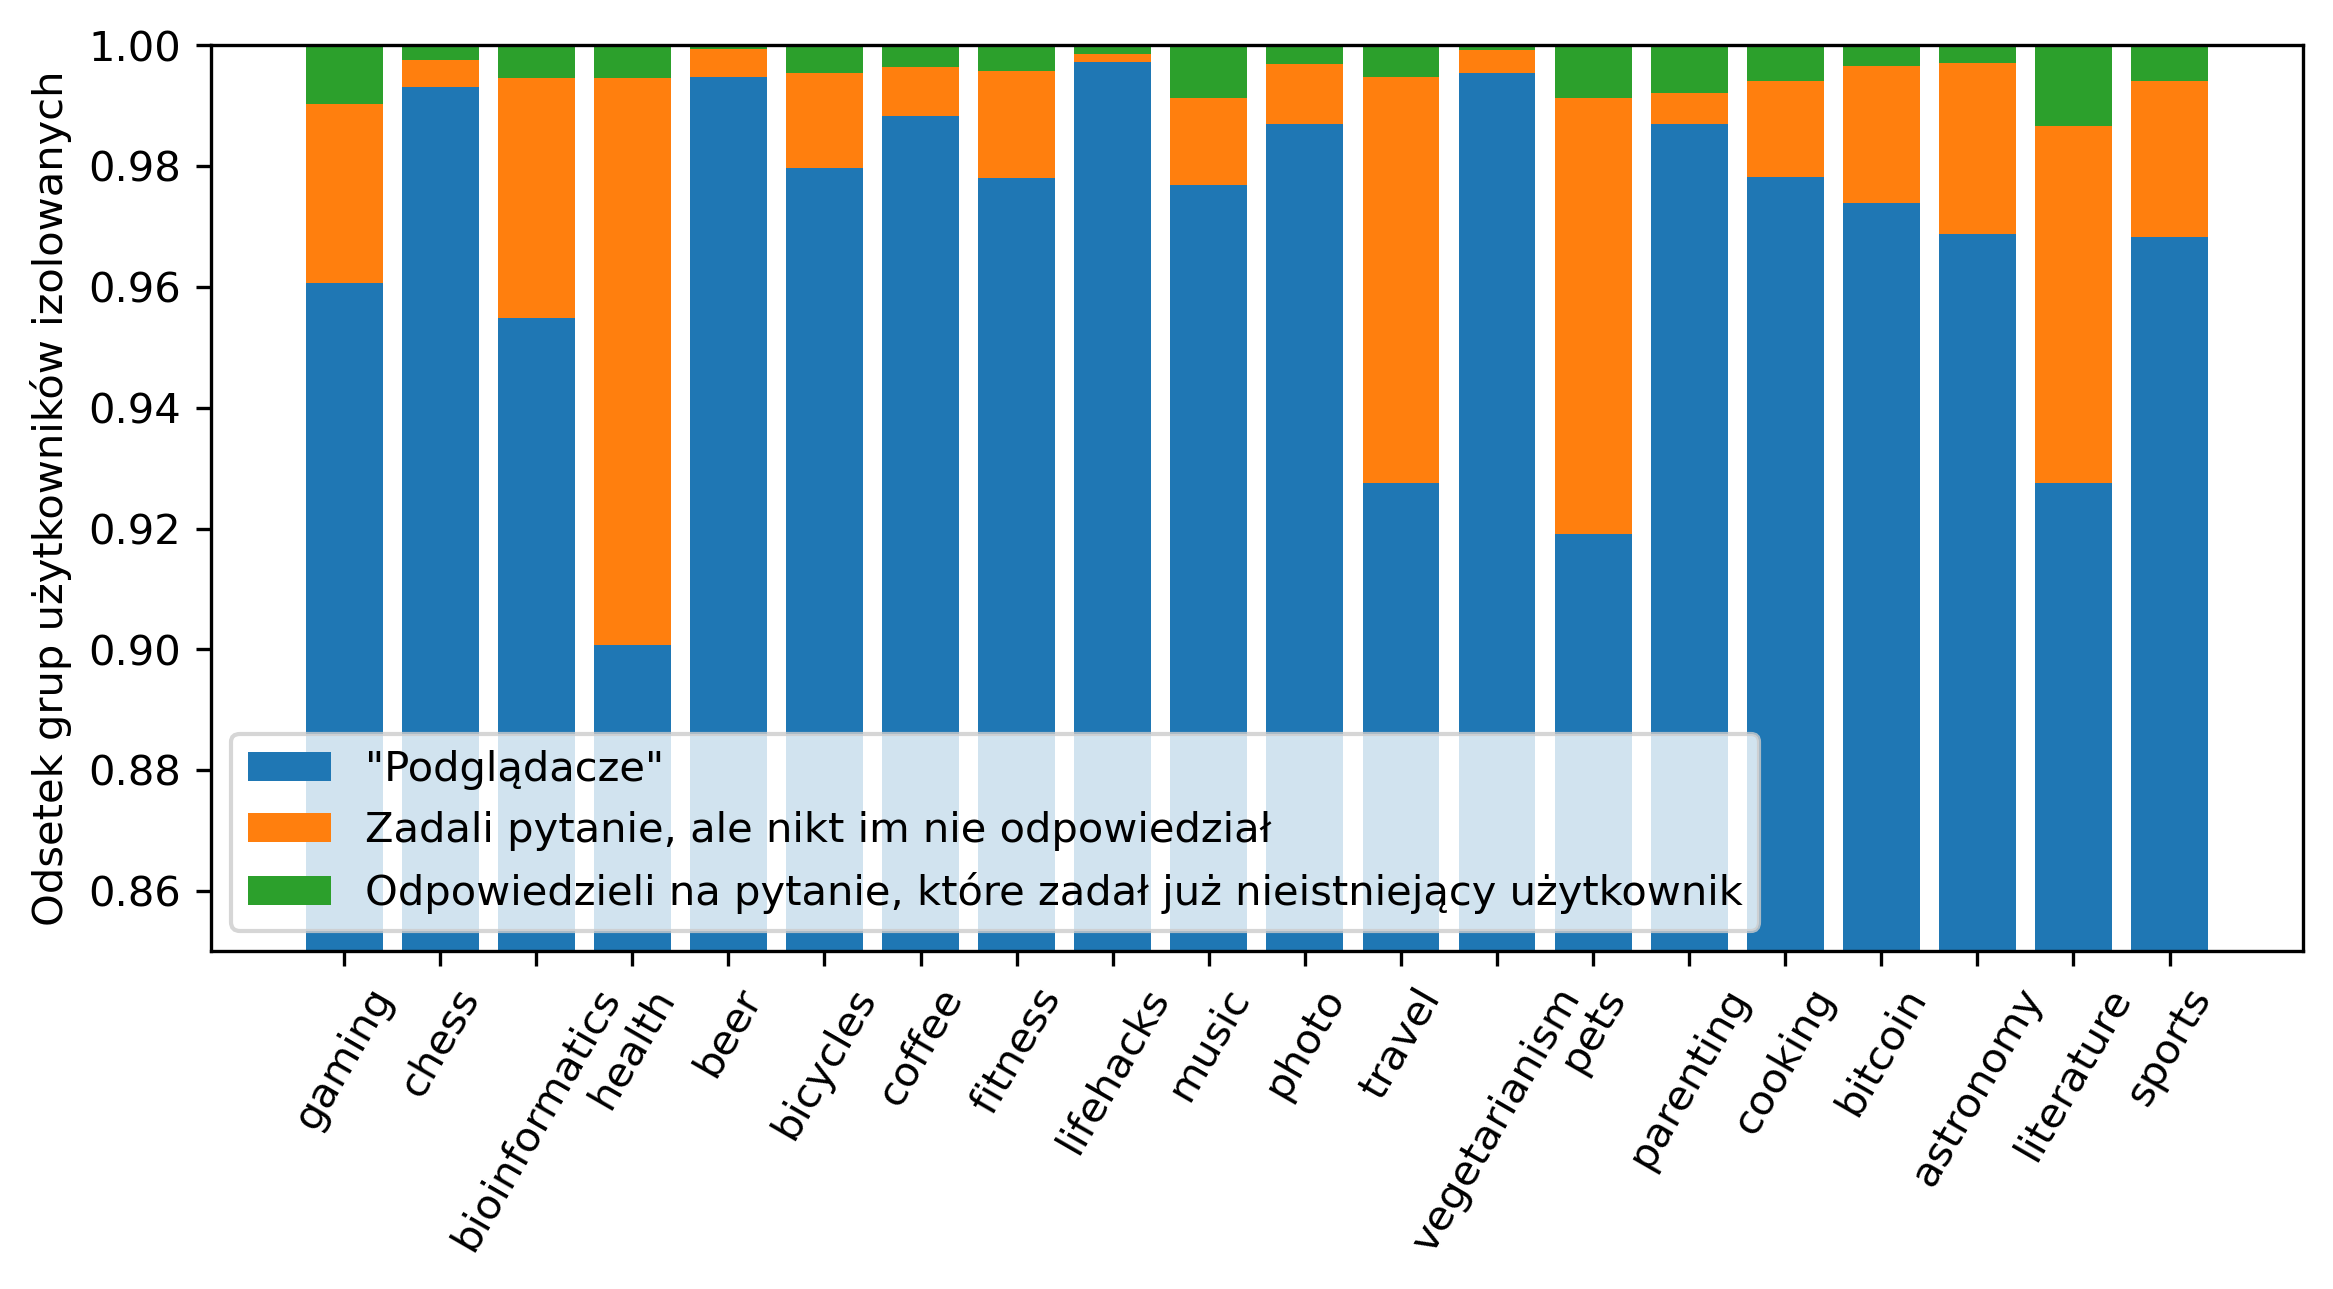 Odsetek grup użytkowników izolowanych
1.00
0.98
0.96
0.94
0.92
0.90
0.88
0.86
"Podglądacze"
Zadali pytanie, ale nikt im nie odpowiedział
Odpowiedzieli na pytanie, które zadał już nieistniejący użytkownik
gaming
chess
bioinformatics
health
beer
bicycles
coffee
fitness
lifehacks
music
photo
travel
vegetarianism
pets
parenting
cooking
bitcoin
astronomy
literature
sports